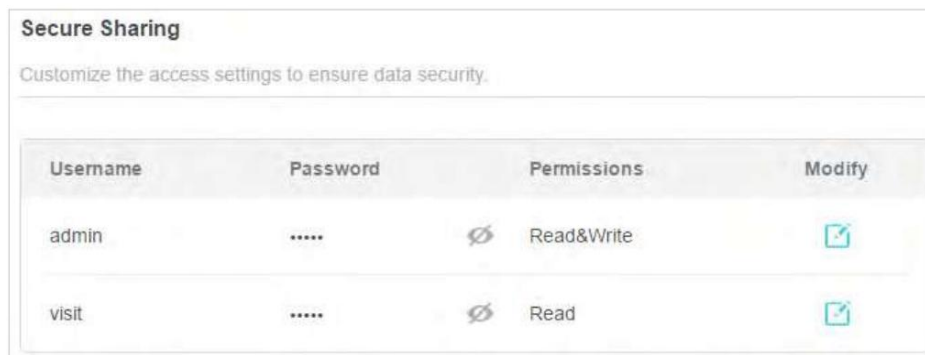 Secure Sharing
Customize the access settings to ensure data security.
Username Password Permissions Modify
admin ••••• Read&Write
visit ••••• Read